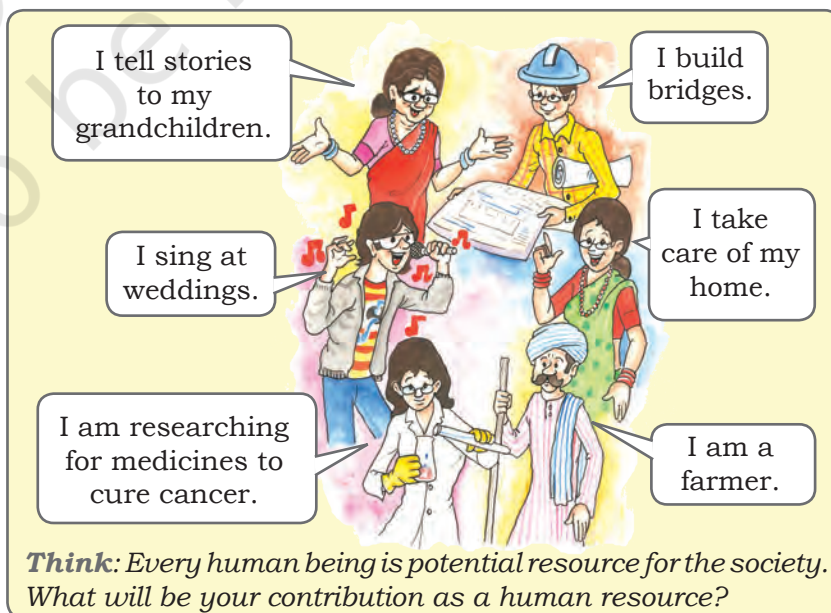 I tell stories
to my
grandchildren.
I build
bridges.
I sing at
weddings.
I take
care of my
home.
I am researching
for medicines to
cure cancer.
I am a
farmer.
Think: Every human being is potential resource for the society.
What will be your contribution as a human resource?
o be